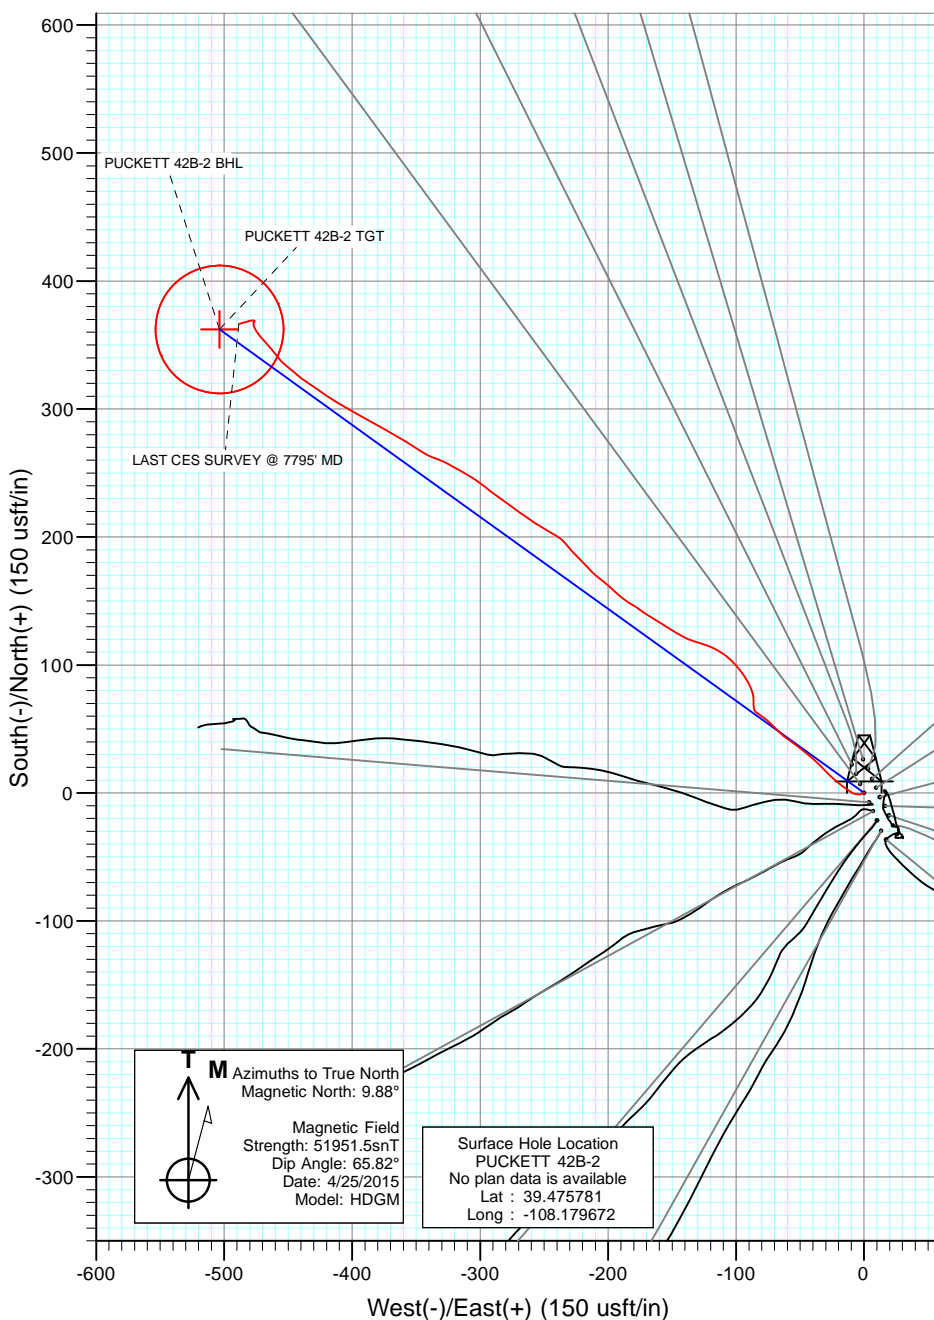 600
500
400
300
200
100
0
-100
-200
-300
South(-)/North(+) (150 usft/in)
PUCKETT 42B-2 BHL
PUCKETT 42B-2 TGT
LAST CES SURVEY @ 7795' MD
T
M
Azimuths to True North
Magnetic North: 9.88°
Magnetic Field
Strength: 51951.5snT
Dip Angle: 65.82°
Date: 4/25/2015
Model: HDGM
Surface Hole Location
PUCKETT 42B-2
No plan data is available
Lat : 39.475781
Long : -108.179672
-600 -500 -400 -300 -200 -100 0
West(-)/East(+) (150 usft/in)